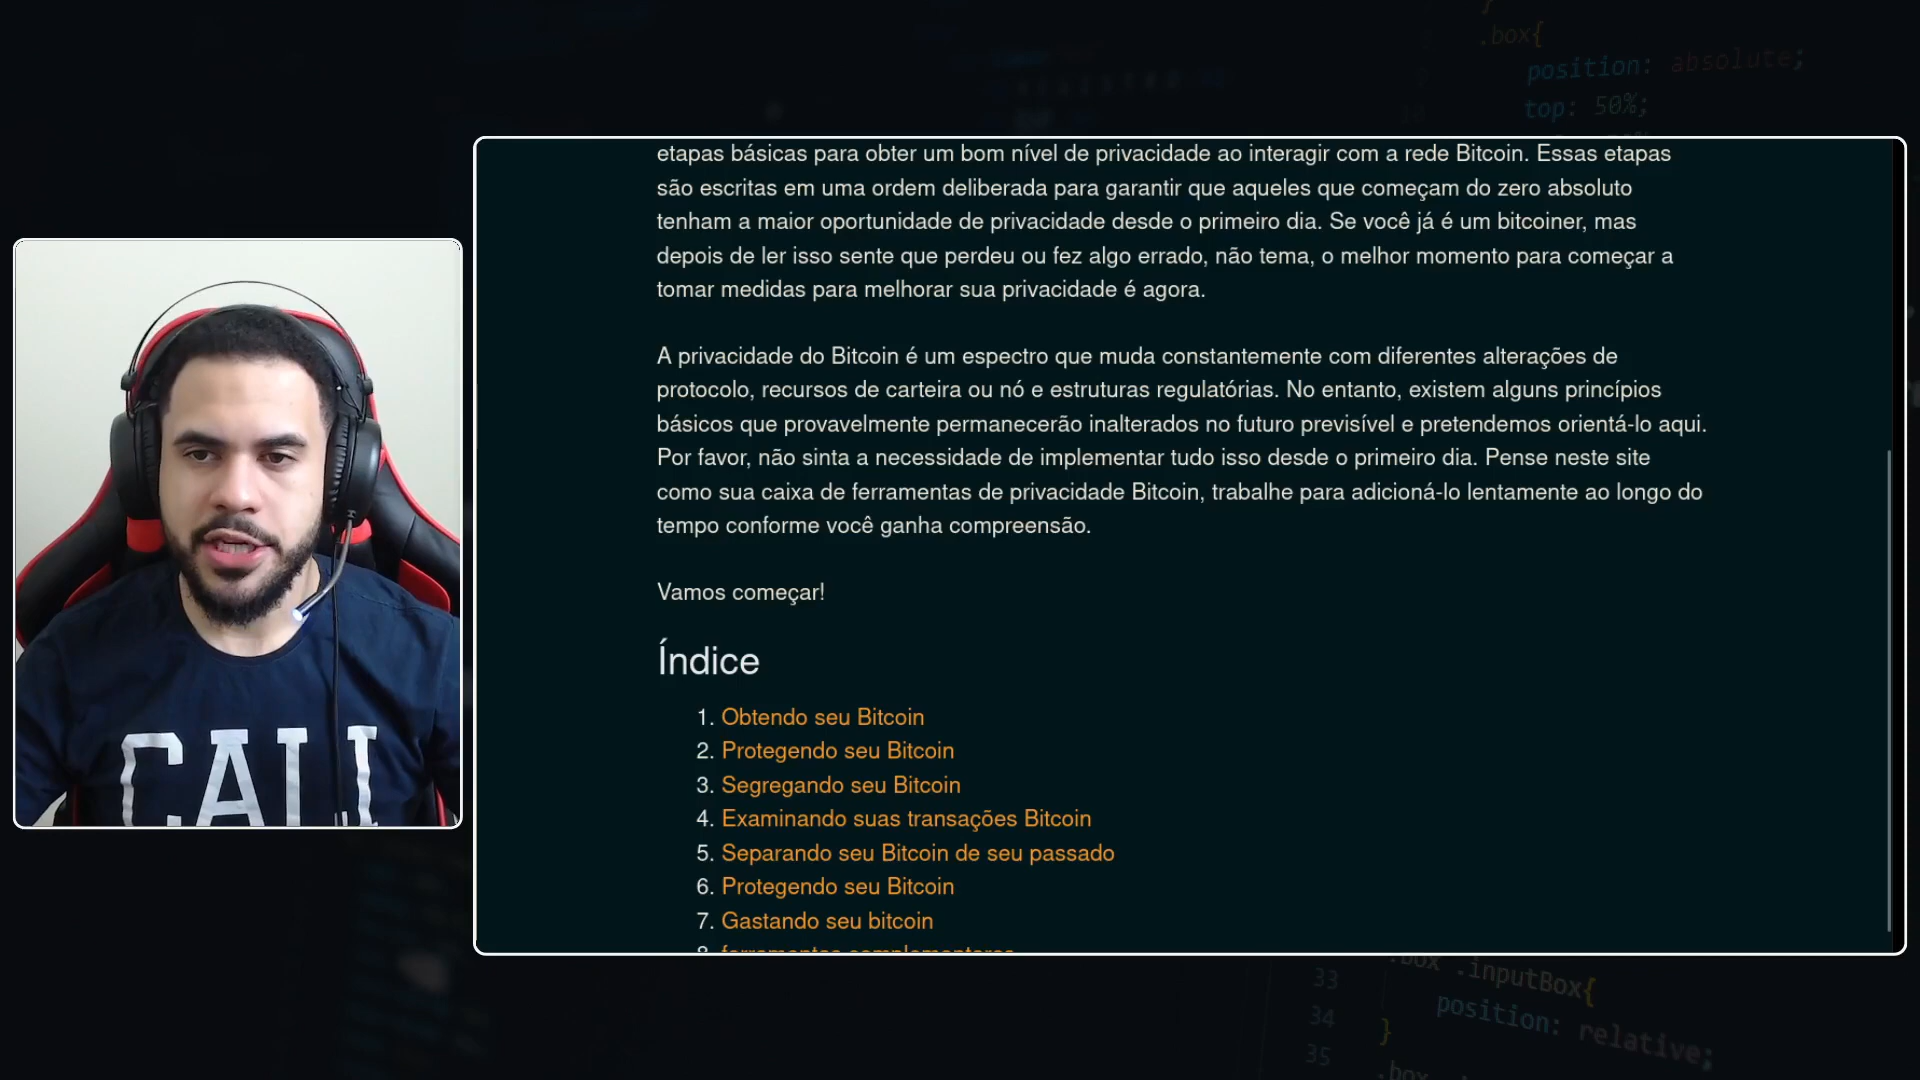 .box{
position: absolute;
top: 50%;
etapas básicas para obter um bom nível de privacidade ao interagir com a rede Bitcoin. Essas etapas
são escritas em uma ordem deliberada para garantir que aqueles que começam do zero absoluto
tenham a maior oportunidade de privacidade desde o primeiro dia. Se você já é um bitcoiner, mas
depois de ler isso sente que perdeu ou fez algo errado, não tema, o melhor momento para começar a
tomar medidas para melhorar sua privacidade é agora.
A privacidade do Bitcoin é um espectro que muda constantemente com diferentes alterações de
protocolo, recursos de carteira ou nó e estruturas regulatórias. No entanto, existem alguns princípios
básicos que provavelmente permanecerão inalterados no futuro previsível e pretendemos orientá-lo aqui.
Por favor, não sinta a necessidade de implementar tudo isso desde o primeiro dia. Pense neste site
como sua caixa de ferramentas de privacidade Bitcoin, trabalhe para adicioná-lo lentamente ao longo do
tempo conforme você ganha compreensão.
Vamos começar!
Índice
1. Obtendo seu Bitcoin
2. Protegendo seu Bitcoin
3. Segregando seu Bitcoin
4. Examinando suas transações Bitcoin
5. Separando seu Bitcoin de seu passado
6. Protegendo seu Bitcoin
7. Gastando seu bitcoin
8. ferramentas complementares
CALI
.box .inputBox{
33
position: relative;
34
}
35
.box